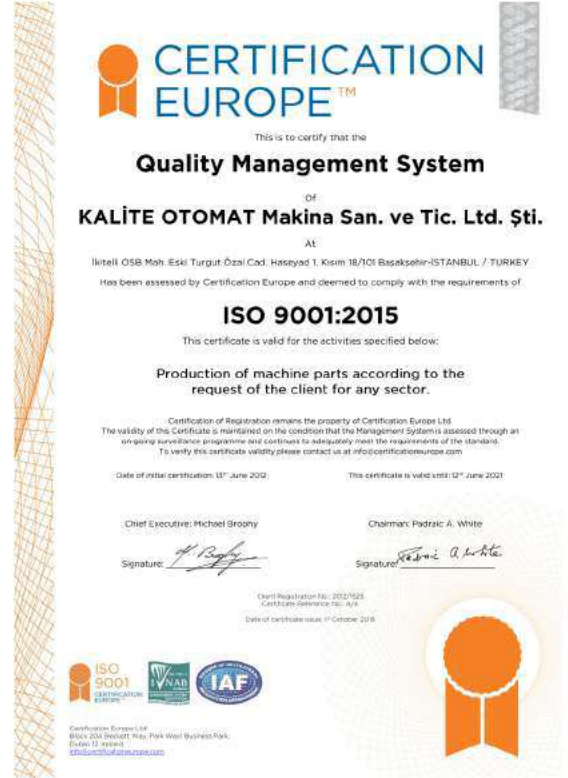 CERTIFICATION
EUROPE™
This is to certify that the
Quality Management System
Of
KALİTE OTOMAT Makina San. ve Tic. Ltd. Şti.
At
İkitelli OSB Mah. Eski Turgut Özal Cad. Haseyad 1. Kısım 18/101 Başakşehir-İSTANBUL / TURKEY
Has been assessed by Certification Europe and deemed to comply with the requirements of
ISO 9001:2015
This certificate is valid for the activities specified below:
Production of machine parts according to the
request of the client for any sector.
Certification of Registration remains the property of Certification Europe Ltd
The validity of this Certificate is maintained on the condition that the Management System is assessed through an
on-going surveillance programme and continues to adequately meet the requirements of the standard.
To verify this certificate validity please contact us at info@certificationeurope.com
Date of initial certification: 13th June 2012
This certificate is valid until: 12th June 2021
Chief Executive: Michael Brophy
Chairman: Padraic A. White
Signature:
Signature: Padraic A White
Client Registration No.: 2012/1525
Certificate Reference No.: n/a
Date of certificate issue: 1st October 2018
ISO
9001
CERTIFICATION
EUROPE
INAB
IAF
Certification Europe Ltd
Block 20A Beckett Way, Park West Business Park,
Dublin 12, Ireland
info@certificationeurope.com